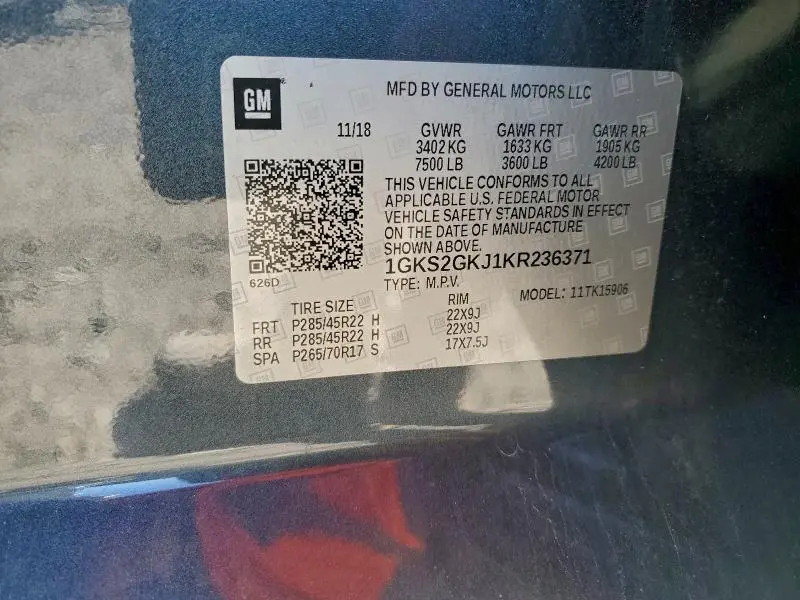 GM
MFD BY GENERAL MOTORS LLC
11/18 GVWR GAWR FRT GAWR RR
3402 KG 1633 KG 1905 KG
7500 LB 3600 LB 4200 LB
THIS VEHICLE CONFORMS TO ALL
APPLICABLE U.S. FEDERAL MOTOR
VEHICLE SAFETY STANDARDS IN EFFECT
ON THE DATE OF MANUFACTURE
SHOWN ABOVE.
1GKS2GKJ1KR236371
626D TYPE: M.P.V. MODEL: 11TK15906
TIRE SIZE RIM
FRT P285/45R22 H 22X9J
RR P285/45R22 H 22X9J
SPA P265/70R17 S 17X7.5J